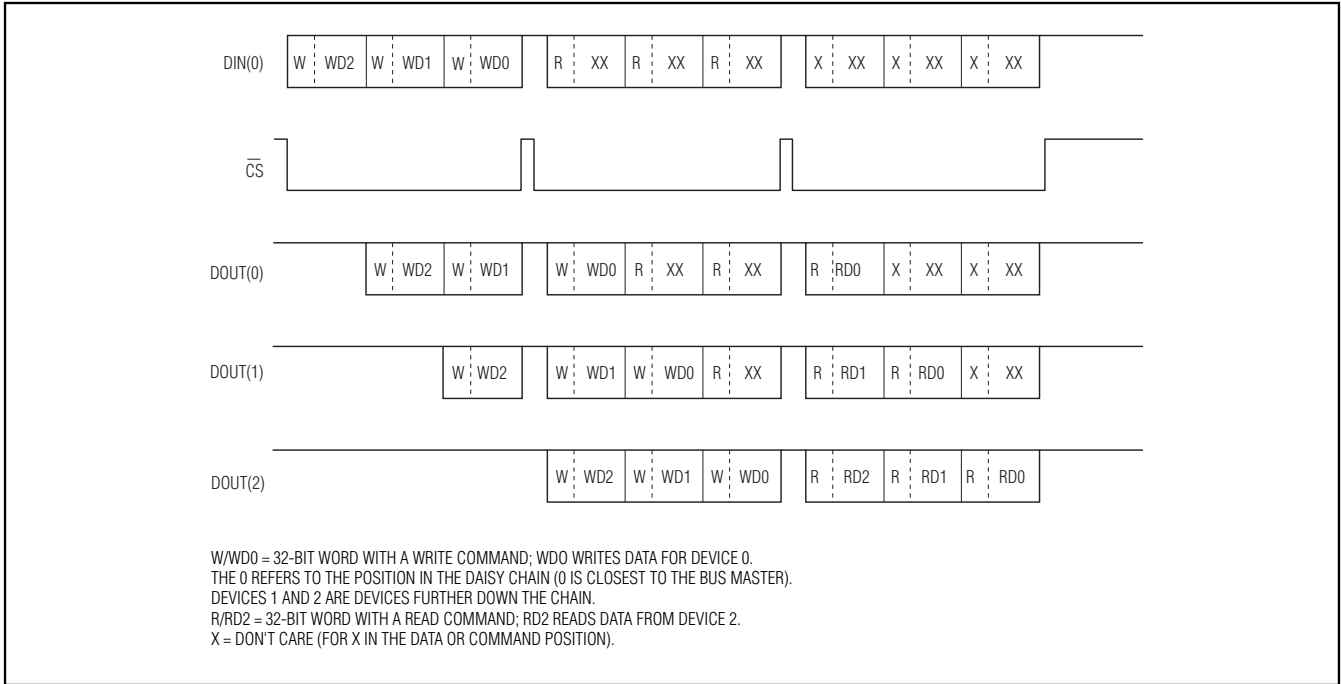 DIN(0) W WD2 W WD1 W WD0 R XX R XX R XX X XX X XX X XX
CS
DOUT(0) W WD2 W WD1 W WD0 R XX R XX R RD0 X XX X XX
DOUT(1) W WD2 W WD1 W WD0 R XX R RD1 R RD0 X XX
DOUT(2) W WD2 W WD1 W WD0 R RD2 R RD1 R RD0
W/WD0 = 32-BIT WORD WITH A WRITE COMMAND; WDO WRITES DATA FOR DEVICE 0.
THE 0 REFERS TO THE POSITION IN THE DAISY CHAIN (0 IS CLOSEST TO THE BUS MASTER).
DEVICES 1 AND 2 ARE DEVICES FURTHER DOWN THE CHAIN.
R/RD2 = 32-BIT WORD WITH A READ COMMAND; RD2 READS DATA FROM DEVICE 2.
X = DON'T CARE (FOR X IN THE DATA OR COMMAND POSITION).